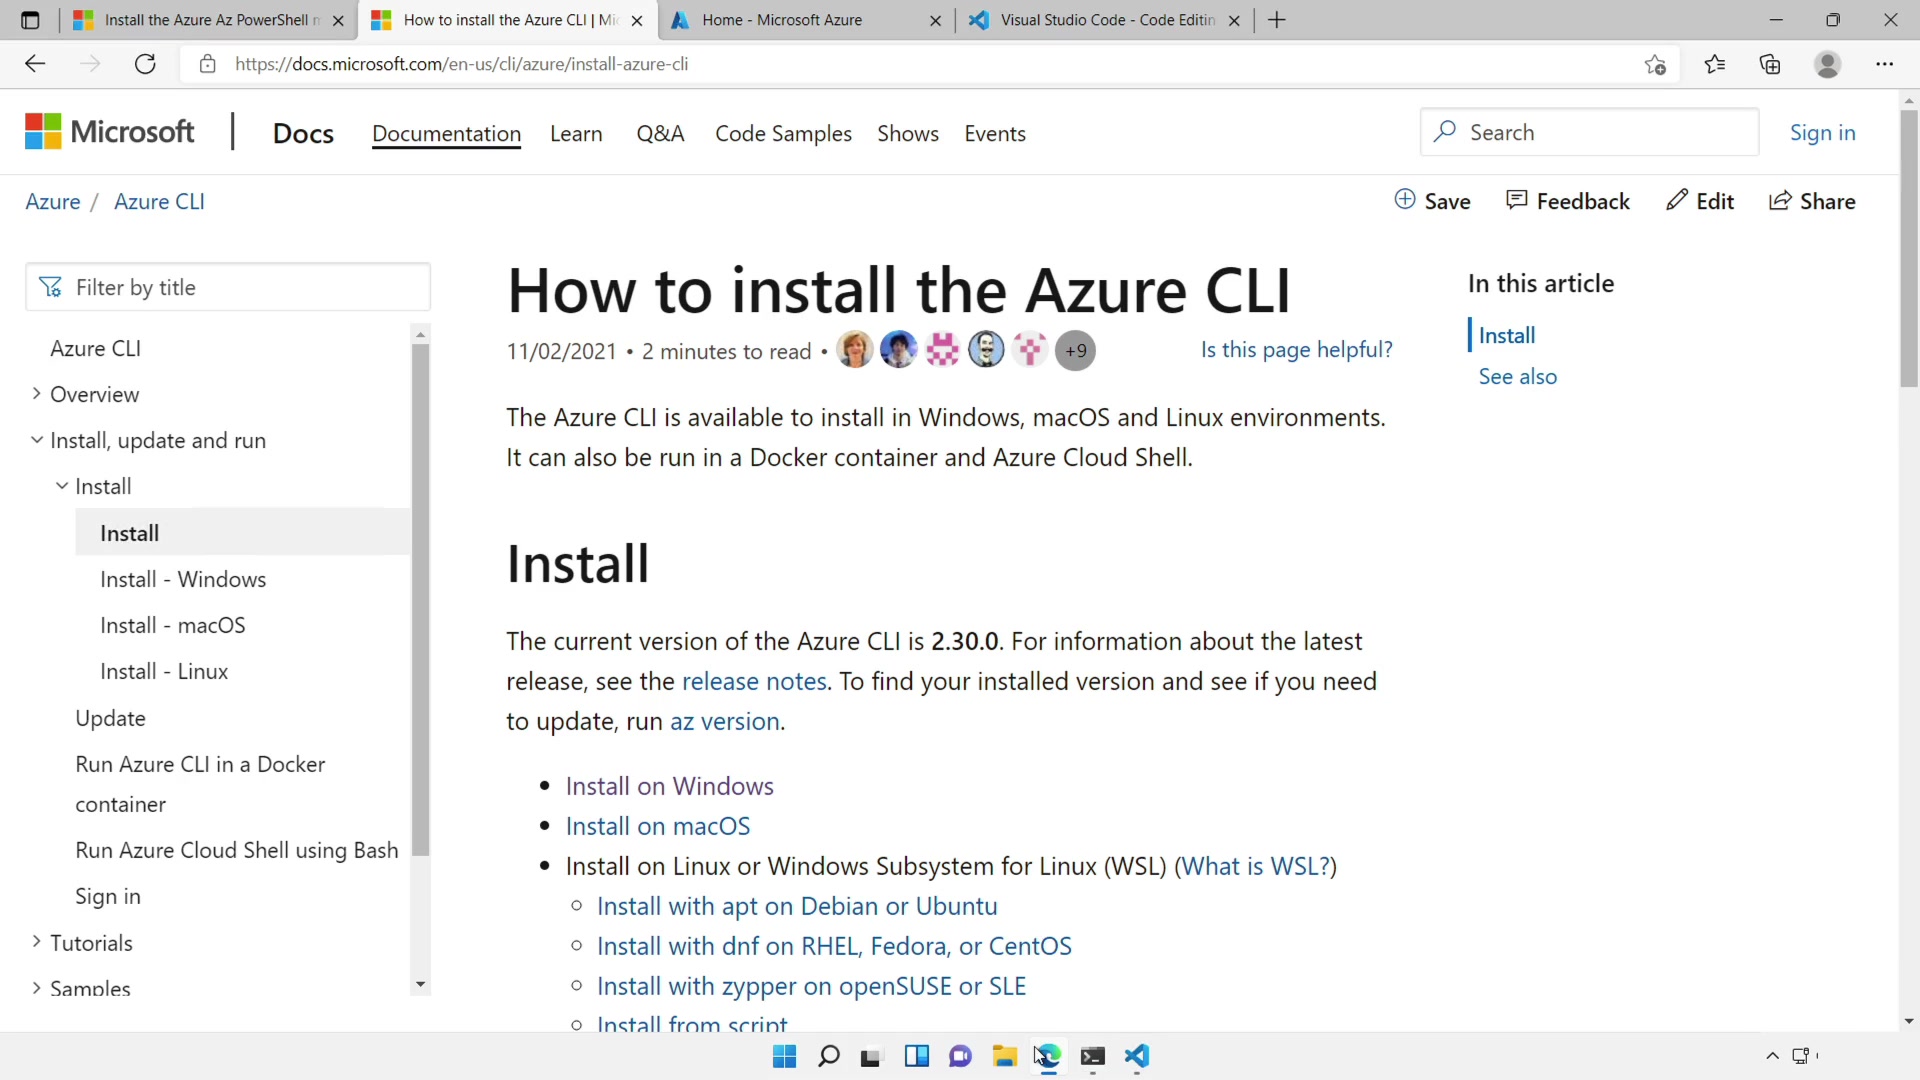 Install the Azure Az PowerShell m
How to install the Azure CLI | Mic
Home - Microsoft Azure
Visual Studio Code - Code Editin
https://docs.microsoft.com/en-us/cli/azure/install-azure-cli
Microsoft
Docs
Documentation
Learn
Q&A
Code Samples
Shows
Events
Search
Sign in
Azure / Azure CLI
Save
Feedback
Edit
Share
Filter by title
Azure CLI
Overview
Install, update and run
Install
Install
Install - Windows
Install - macOS
Install - Linux
Update
Run Azure CLI in a Docker
container
Run Azure Cloud Shell using Bash
Sign in
Tutorials
Samples
How to install the Azure CLI
11/02/2021 • 2 minutes to read • +9
Is this page helpful?
The Azure CLI is available to install in Windows, macOS and Linux environments.
It can also be run in a Docker container and Azure Cloud Shell.
Install
The current version of the Azure CLI is 2.30.0. For information about the latest
release, see the release notes. To find your installed version and see if you need
to update, run az version.
• Install on Windows
• Install on macOS
• Install on Linux or Windows Subsystem for Linux (WSL) (What is WSL?)
○ Install with apt on Debian or Ubuntu
○ Install with dnf on RHEL, Fedora, or CentOS
○ Install with zypper on openSUSE or SLE
○ Install from script
In this article
Install
See also